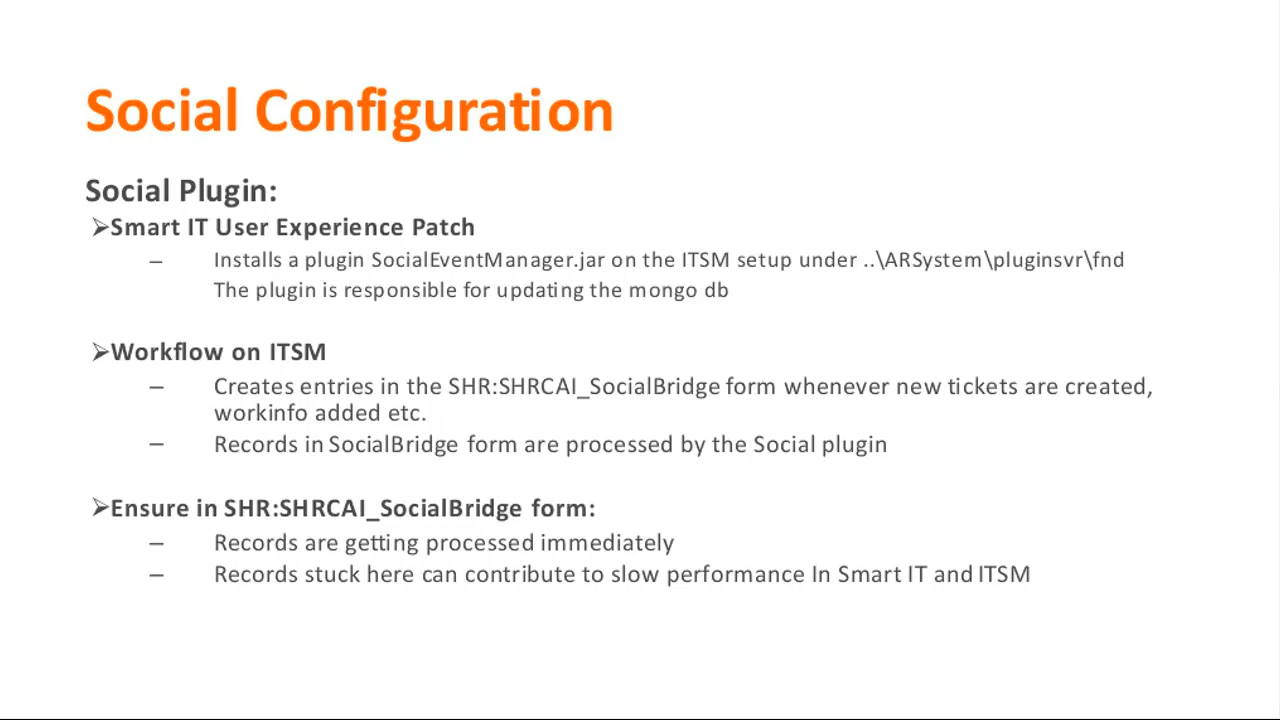 Social Configuration
Social Plugin:
➢Smart IT User Experience Patch
– Installs a plugin SocialEventManager.jar on the ITSM setup under ..\ARSystem\pluginsvr\fnd
The plugin is responsible for updating the mongo db
➢Workflow on ITSM
– Creates entries in the SHR:SHRCAI_SocialBridge form whenever new tickets are created,
workinfo added etc.
– Records in SocialBridge form are processed by the Social plugin
➢Ensure in SHR:SHRCAI_SocialBridge form:
– Records are getting processed immediately
– Records stuck here can contribute to slow performance In Smart IT and ITSM